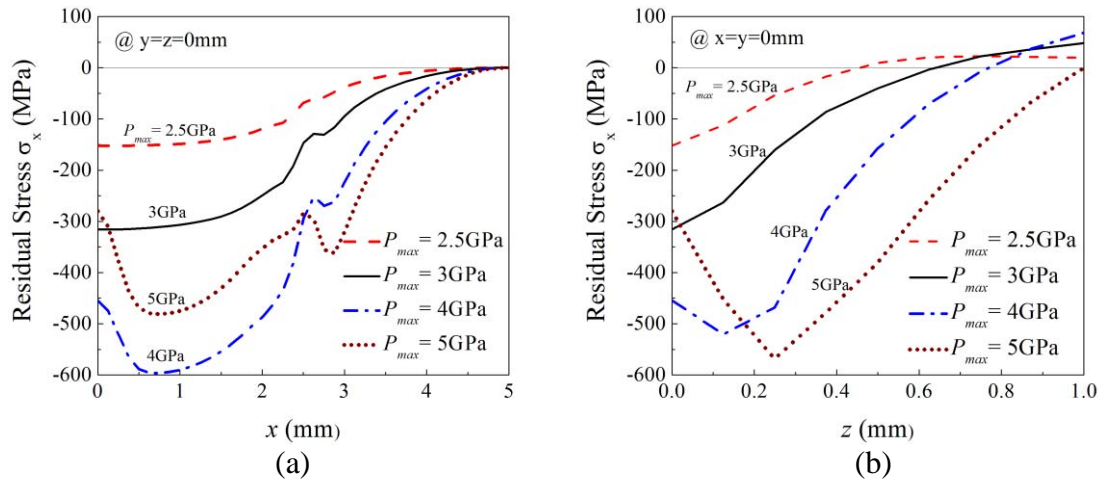 100
0
-100
-200
-300
-400
-500
-600
Residual Stress σx (MPa)
@ y=z=0mm
Pmax = 2.5GPa
3GPa
5GPa
4GPa
Pmax = 2.5GPa
Pmax = 3GPa
Pmax = 4GPa
Pmax = 5GPa
0 1 2 3 4 5
x (mm)
(a)
100
0
-100
-200
-300
-400
-500
-600
Residual Stress σx (MPa)
@ x=y=0mm
Pmax = 2.5GPa
3GPa
4GPa
5GPa
Pmax = 2.5GPa
Pmax = 3GPa
Pmax = 4GPa
Pmax = 5GPa
0.0 0.2 0.4 0.6 0.8 1.0
z (mm)
(b)